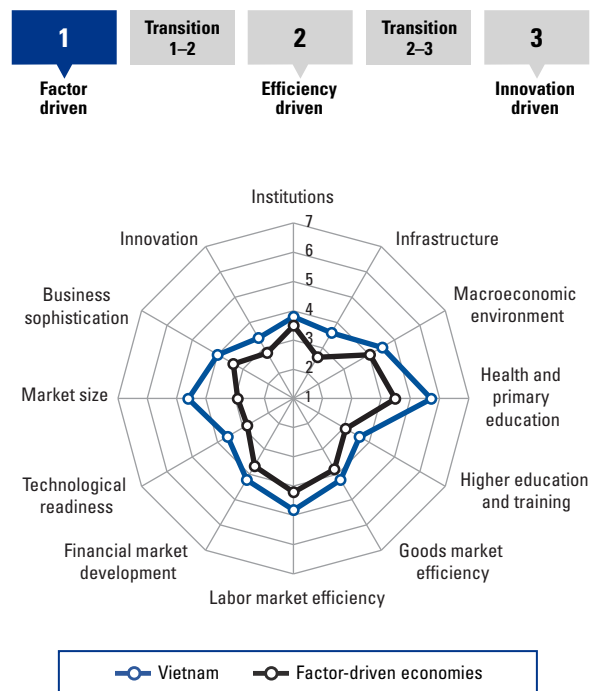 1
Transition
1–2
2
Transition
2–3
3
Factor
driven
Efficiency
driven
Innovation
driven
Institutions
Infrastructure
Macroeconomic
environment
Health and
primary
education
Higher education
and training
Goods market
efficiency
Labor market efficiency
Financial market
development
Technological
readiness
Market size
Business
sophistication
Innovation
7
6
5
4
3
2
1
Vietnam
Factor-driven economies